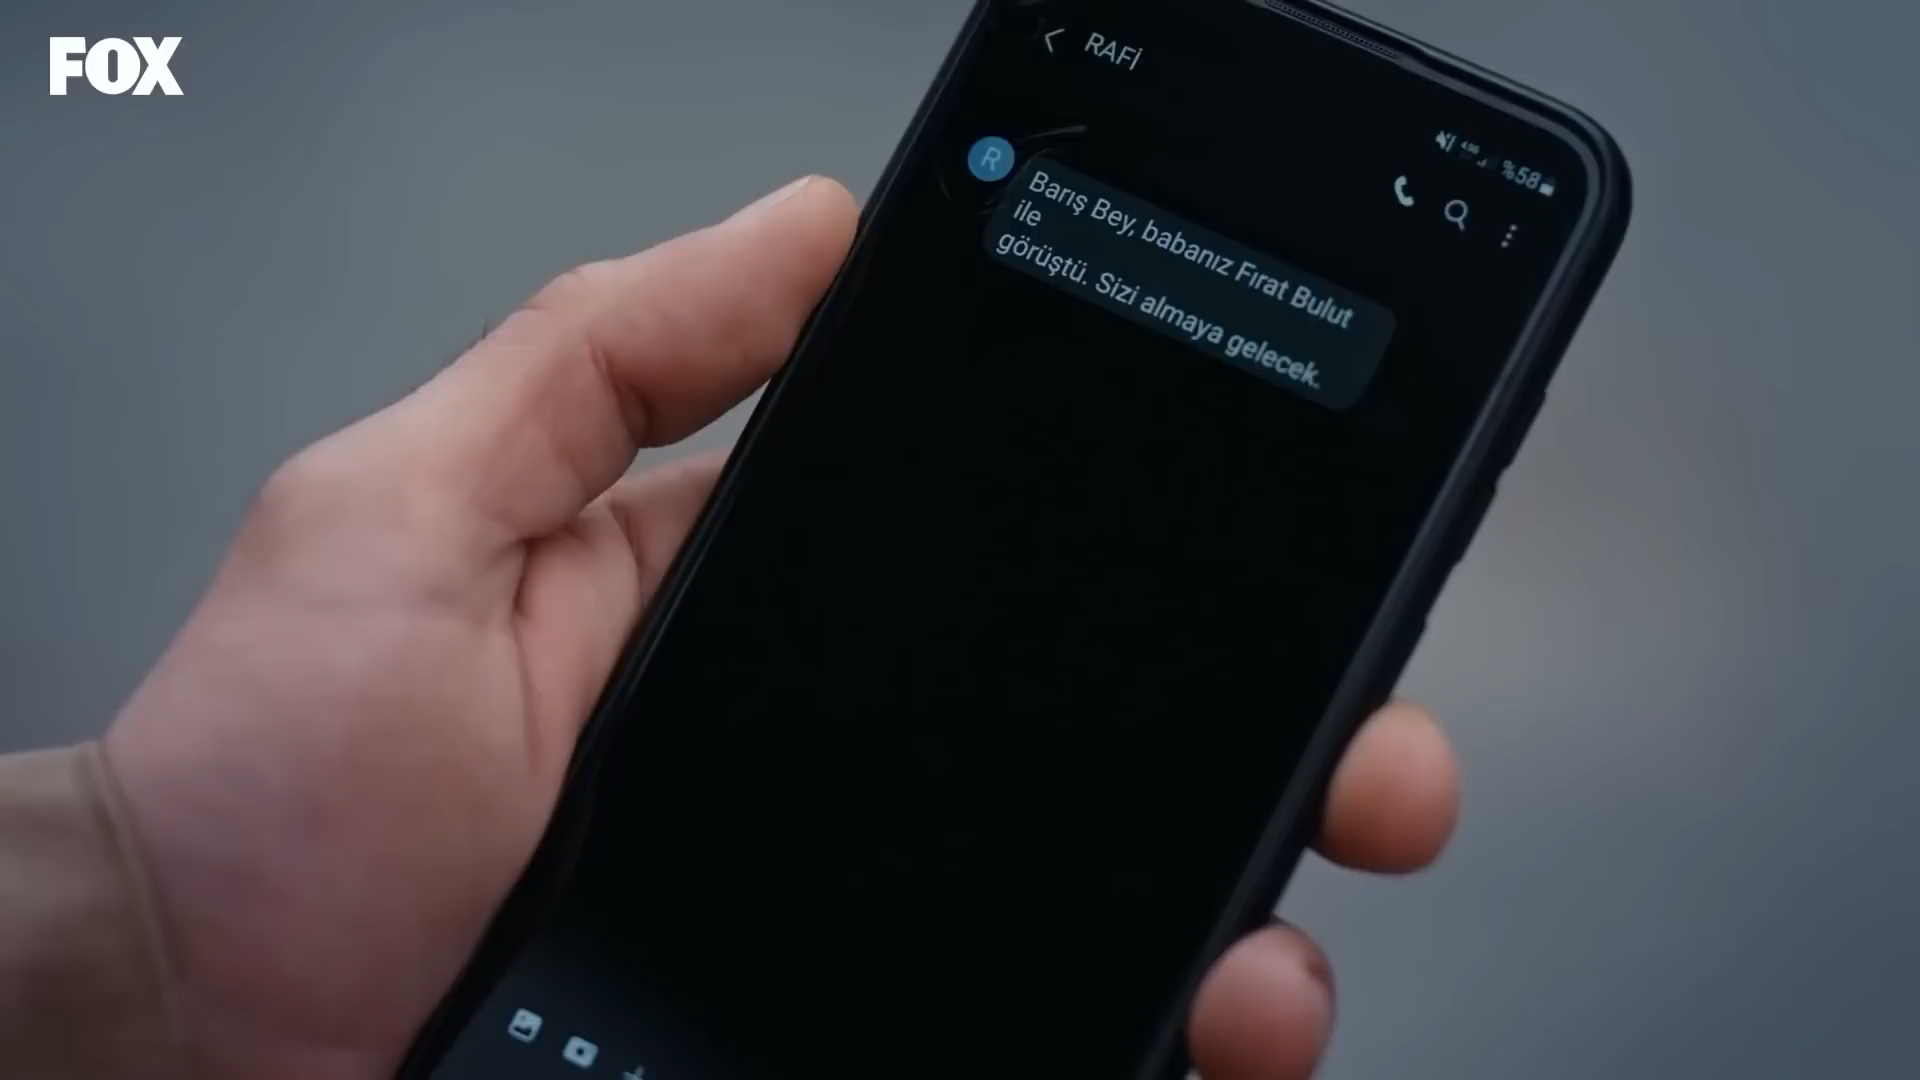 FOX
RAFİ
%58
R
Barış Bey, babanız Fırat Bulut
ile
görüştü. Sizi almaya gelecek.